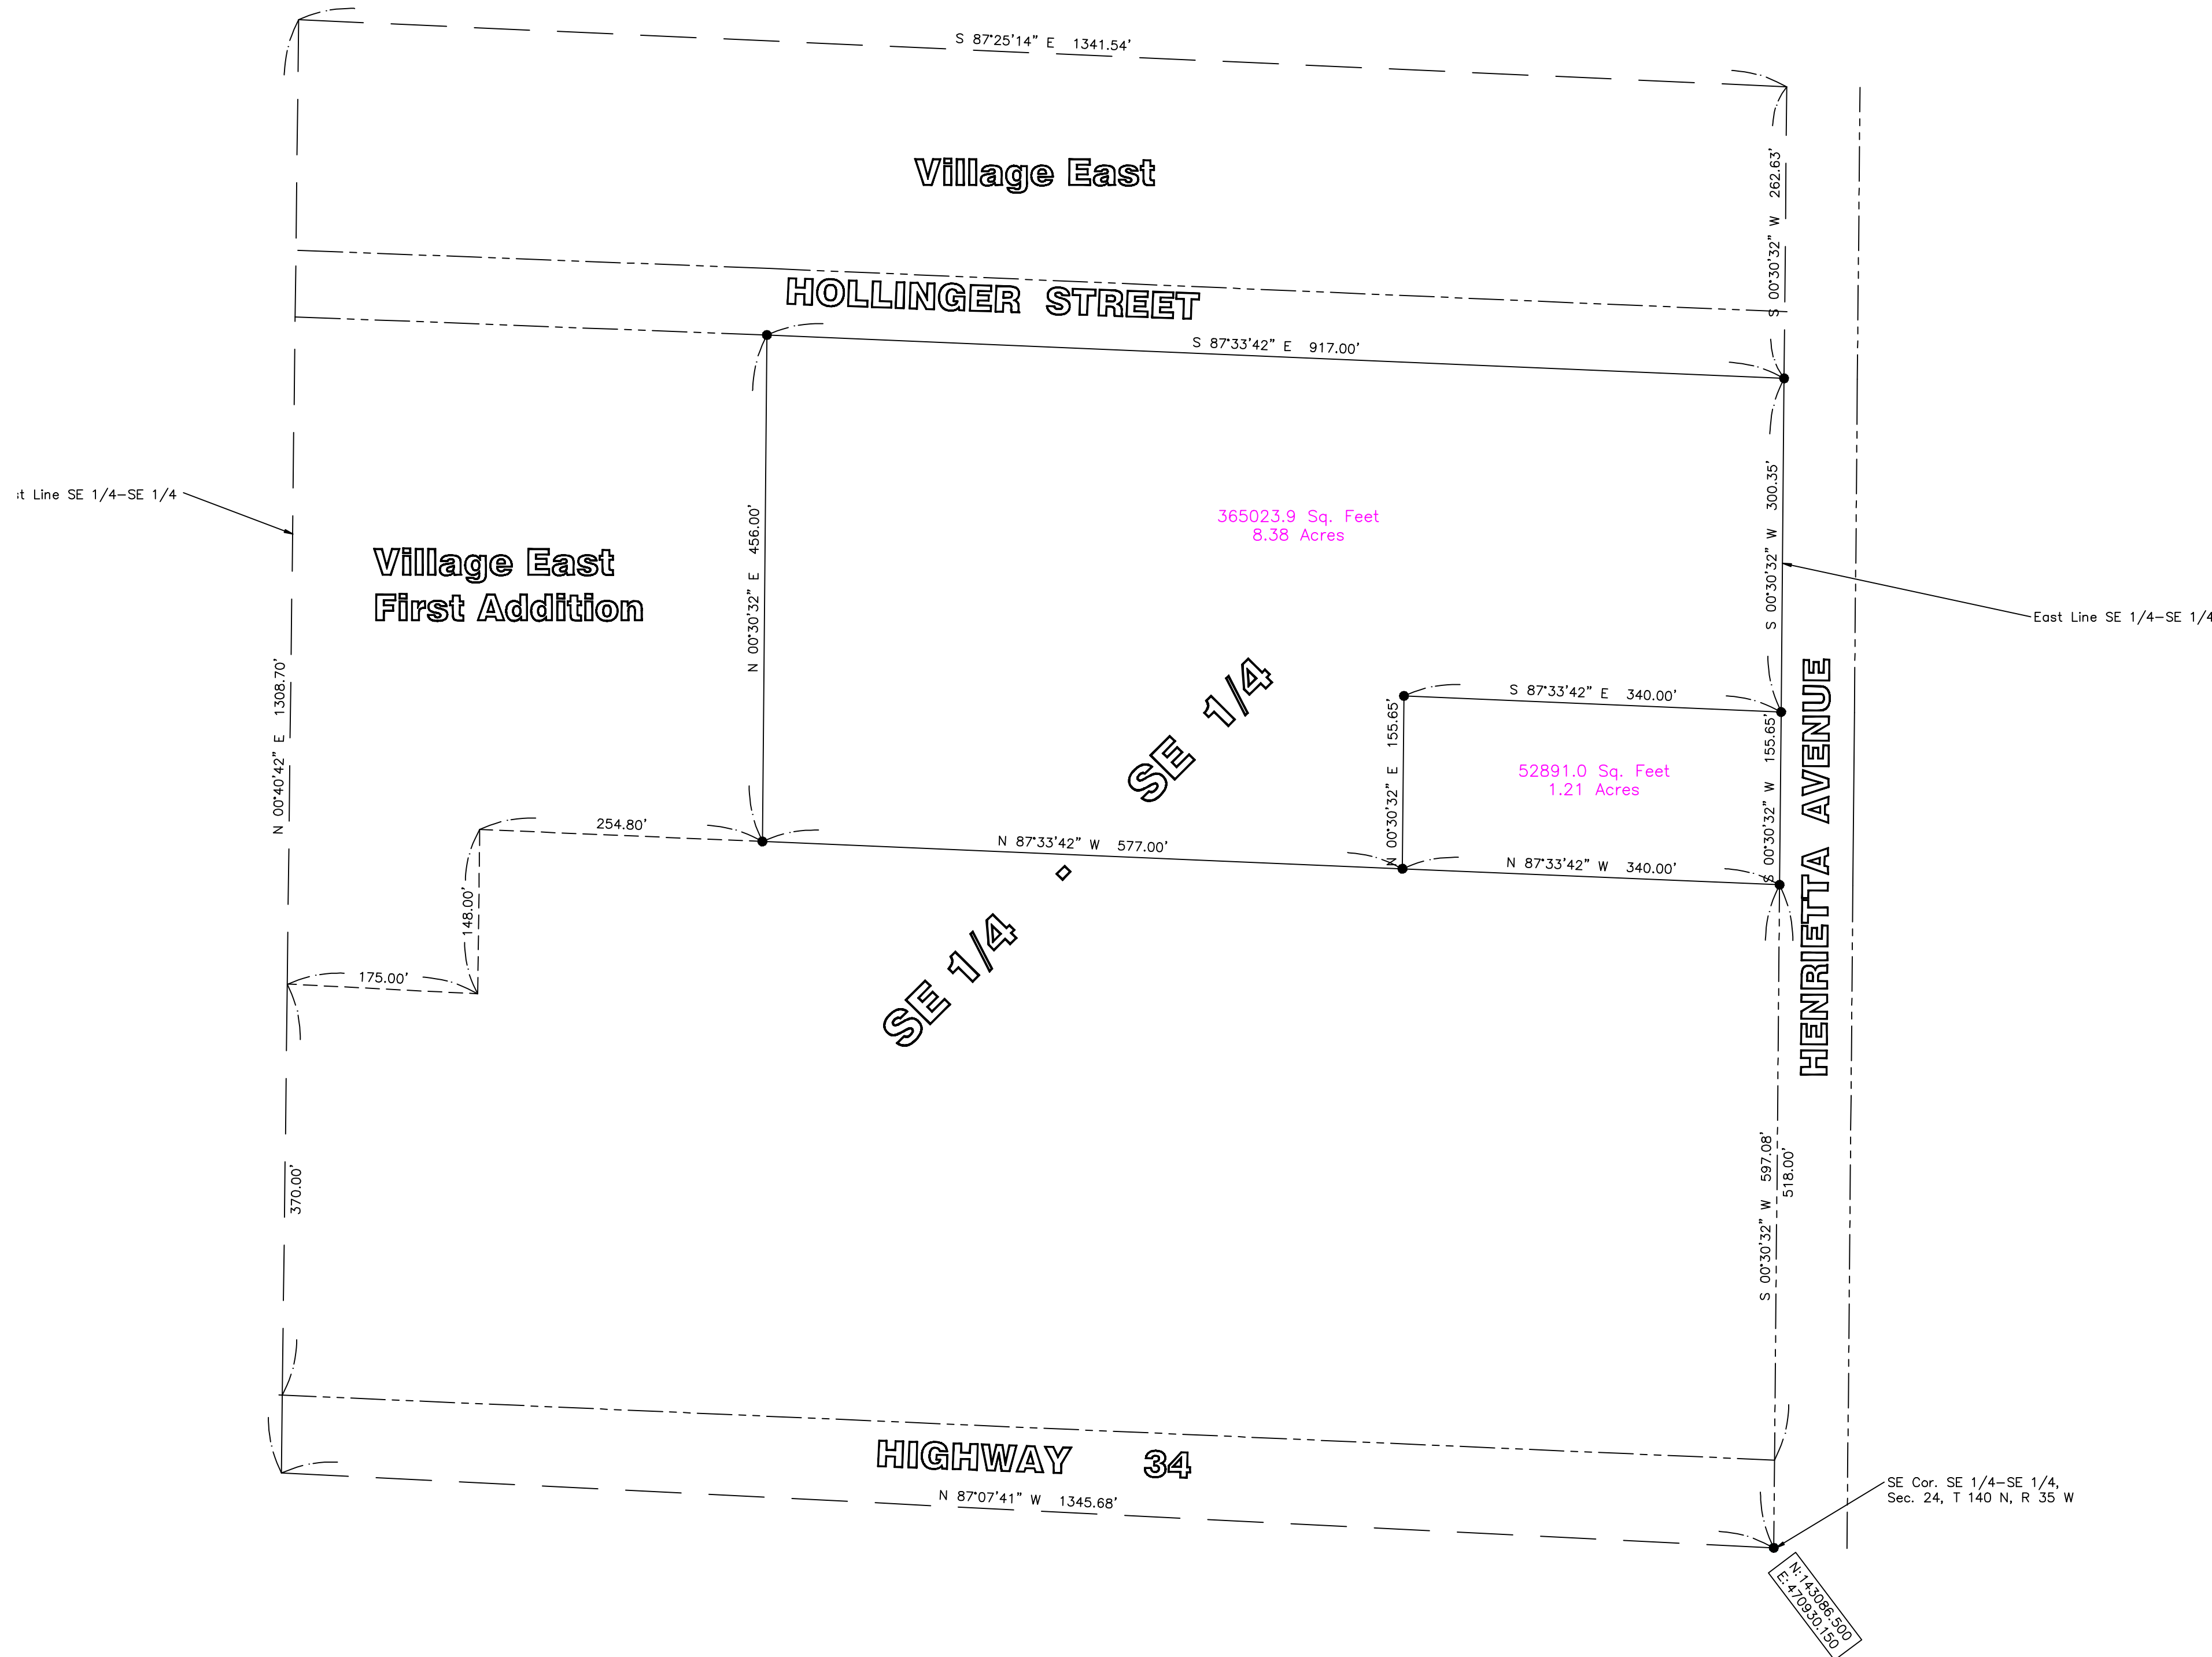 S 87°25'14" E 1341.54'
Village East
S 00°30'32" W 262.63'
HOLLINGER STREET
S 87°33'42" E 917.00'
st Line SE 1/4-SE 1/4
Village East
First Addition
N 00°30'32" E 456.00'
365023.9 Sq. Feet
8.38 Acres
S 00°30'32" W 300.35'
East Line SE 1/4-SE 1/4
N 00°40'42" E 1308.70'
SE 1/4
S 87°33'42" E 340.00'
N 00°30'32" E 155.65'
52891.0 Sq. Feet
1.21 Acres
S 00°30'32" W 155.65'
HENRIETTA AVENUE
254.80'
N 87°33'42" W 577.00'
N 87°33'42" W 340.00'
148.00'
175.00'
SE 1/4
370.00'
S 00°30'32" W 597.08'
518.00'
HIGHWAY 34
N 87°07'41" W 1345.68'
SE Cor. SE 1/4-SE 1/4,
Sec. 24, T 140 N, R 35 W
N:143086.500
E:470930.150